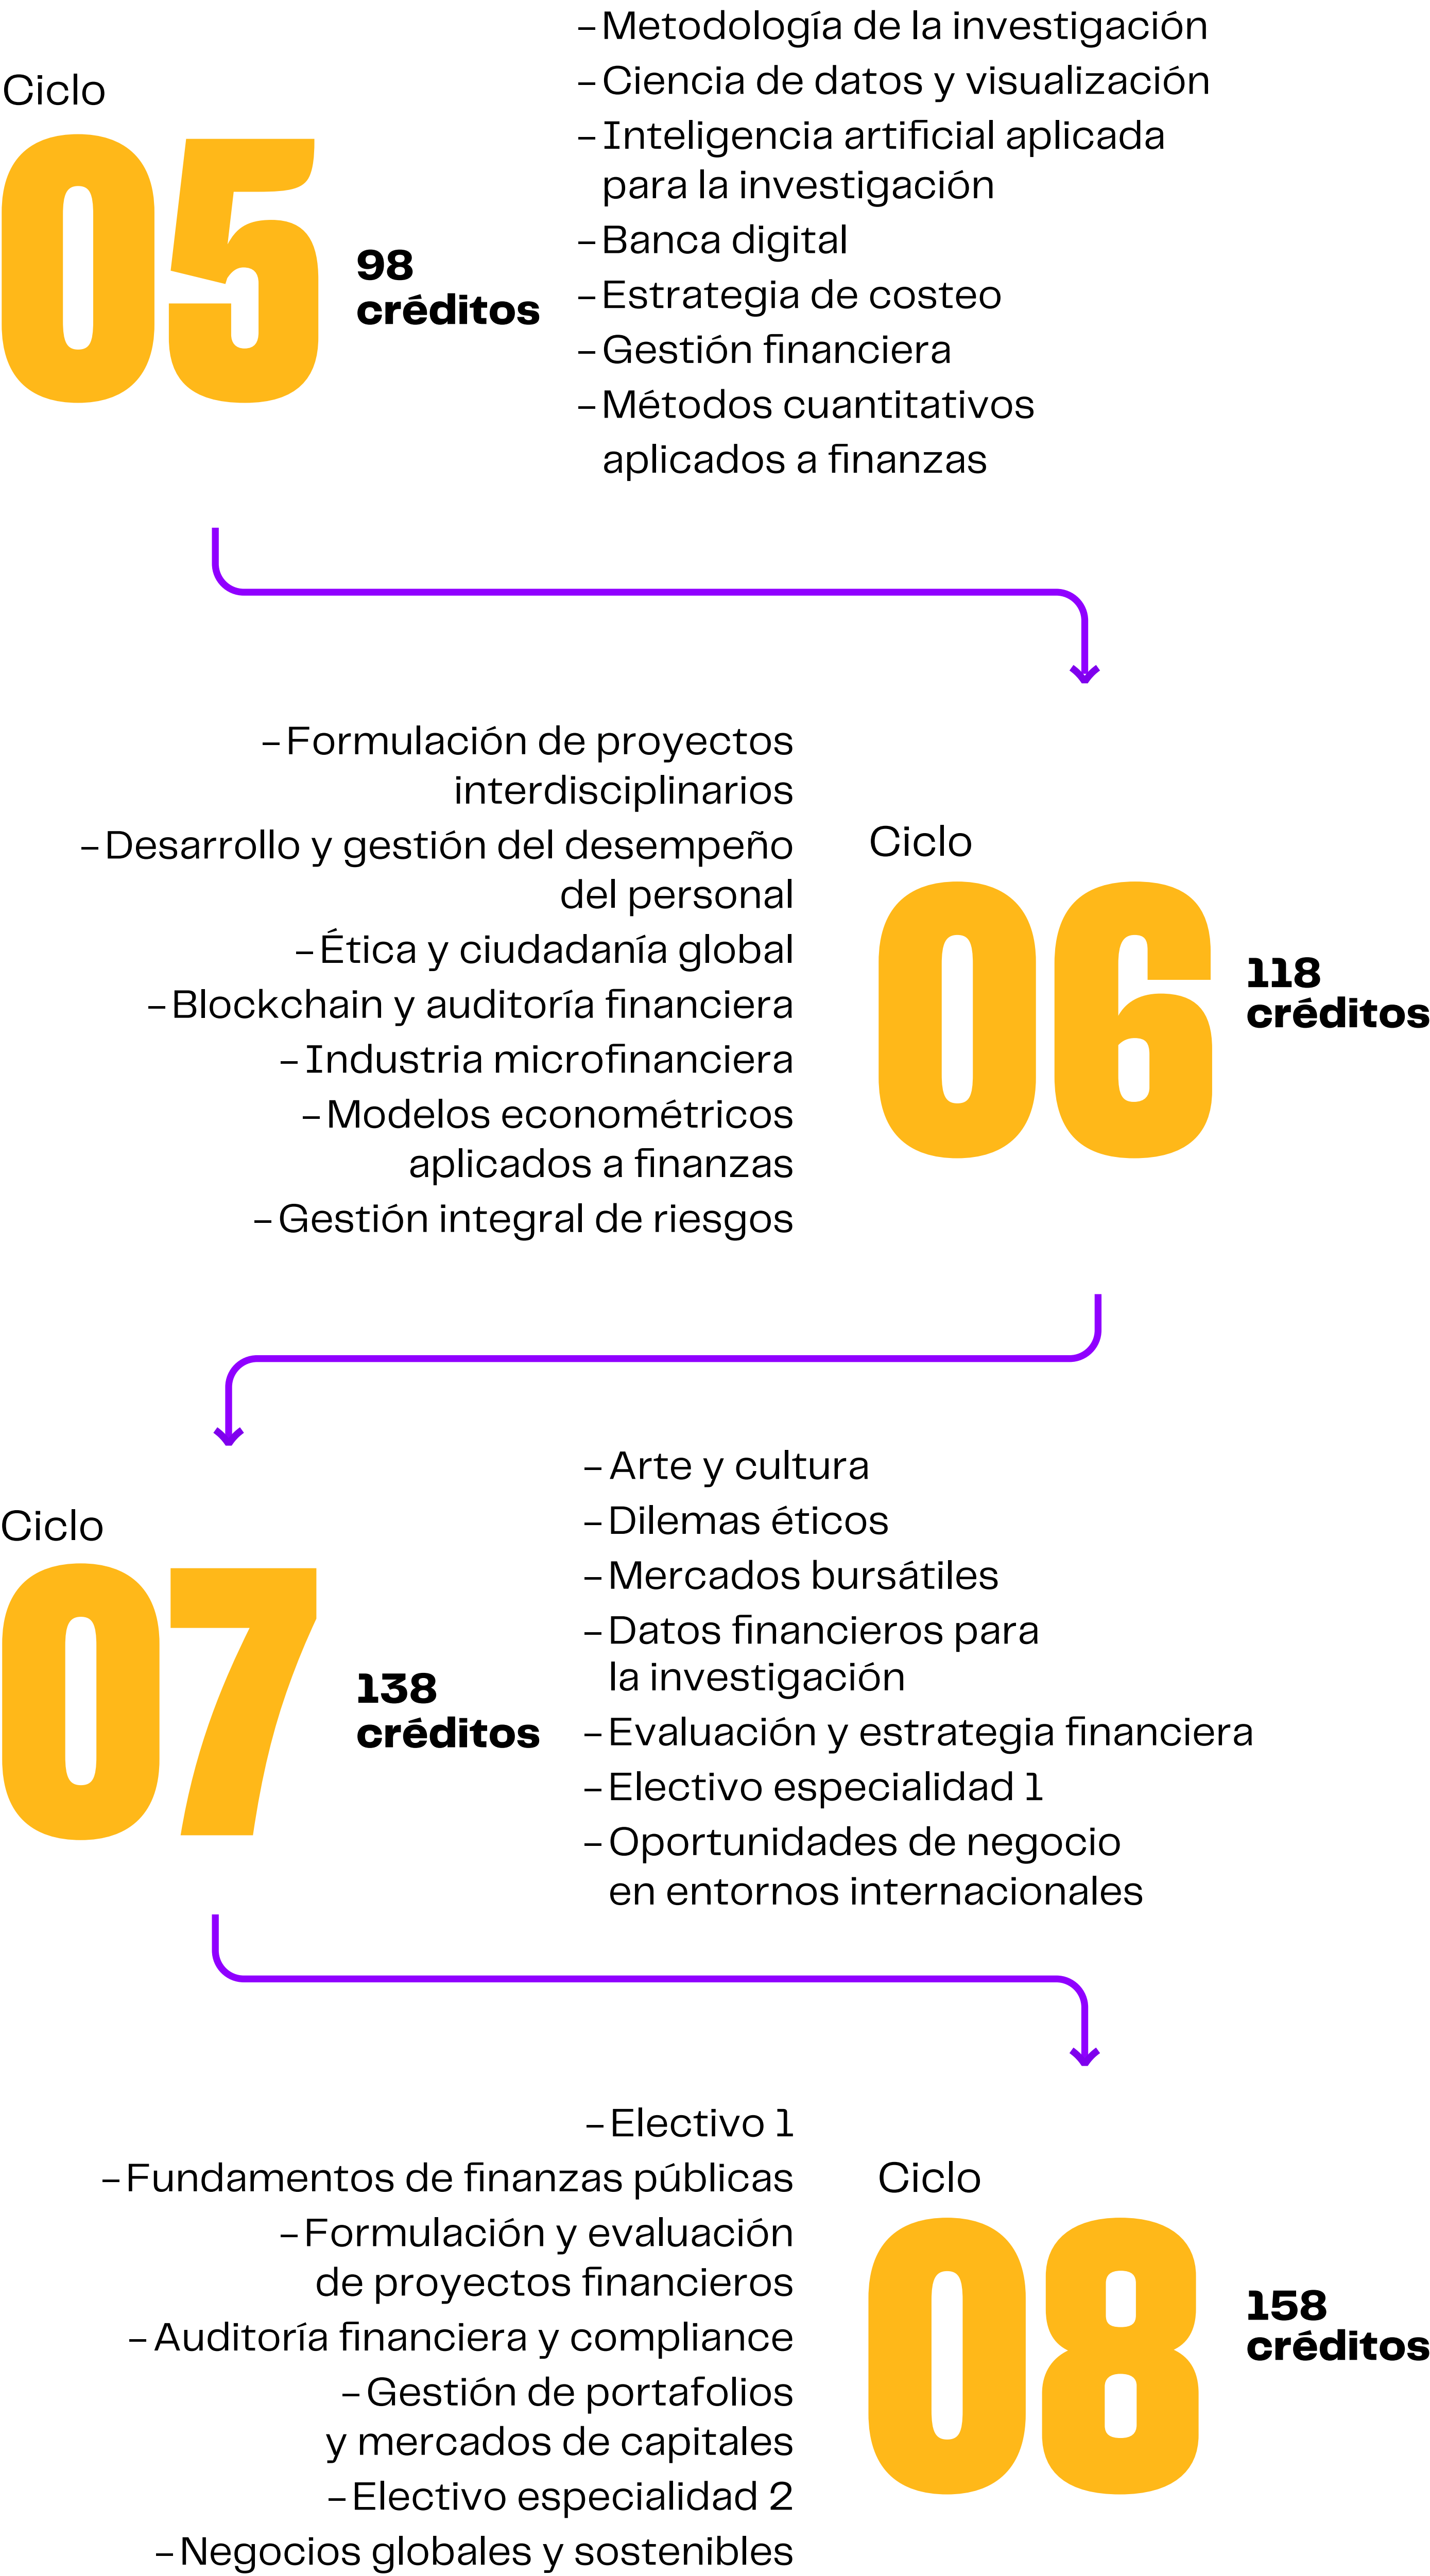 Ciclo
05
98
créditos
– Metodología de la investigación
– Ciencia de datos y visualización
– Inteligencia artificial aplicada
para la investigación
– Banca digital
– Estrategia de costeo
– Gestión financiera
– Métodos cuantitativos
aplicados a finanzas
– Formulación de proyectos
interdisciplinarios
– Desarrollo y gestión del desempeño
del personal
– Ética y ciudadanía global
– Blockchain y auditoría financiera
– Industria microfinanciera
– Modelos econométricos
aplicados a finanzas
– Gestión integral de riesgos
Ciclo
06
118
créditos
Ciclo
07
138
créditos
– Arte y cultura
– Dilemas éticos
– Mercados bursátiles
– Datos financieros para
la investigación
– Evaluación y estrategia financiera
– Electivo especialidad 1
– Oportunidades de negocio
en entornos internacionales
– Electivo 1
– Fundamentos de finanzas públicas
– Formulación y evaluación
de proyectos financieros
– Auditoría financiera y compliance
– Gestión de portafolios
y mercados de capitales
– Electivo especialidad 2
– Negocios globales y sostenibles
Ciclo
08
158
créditos